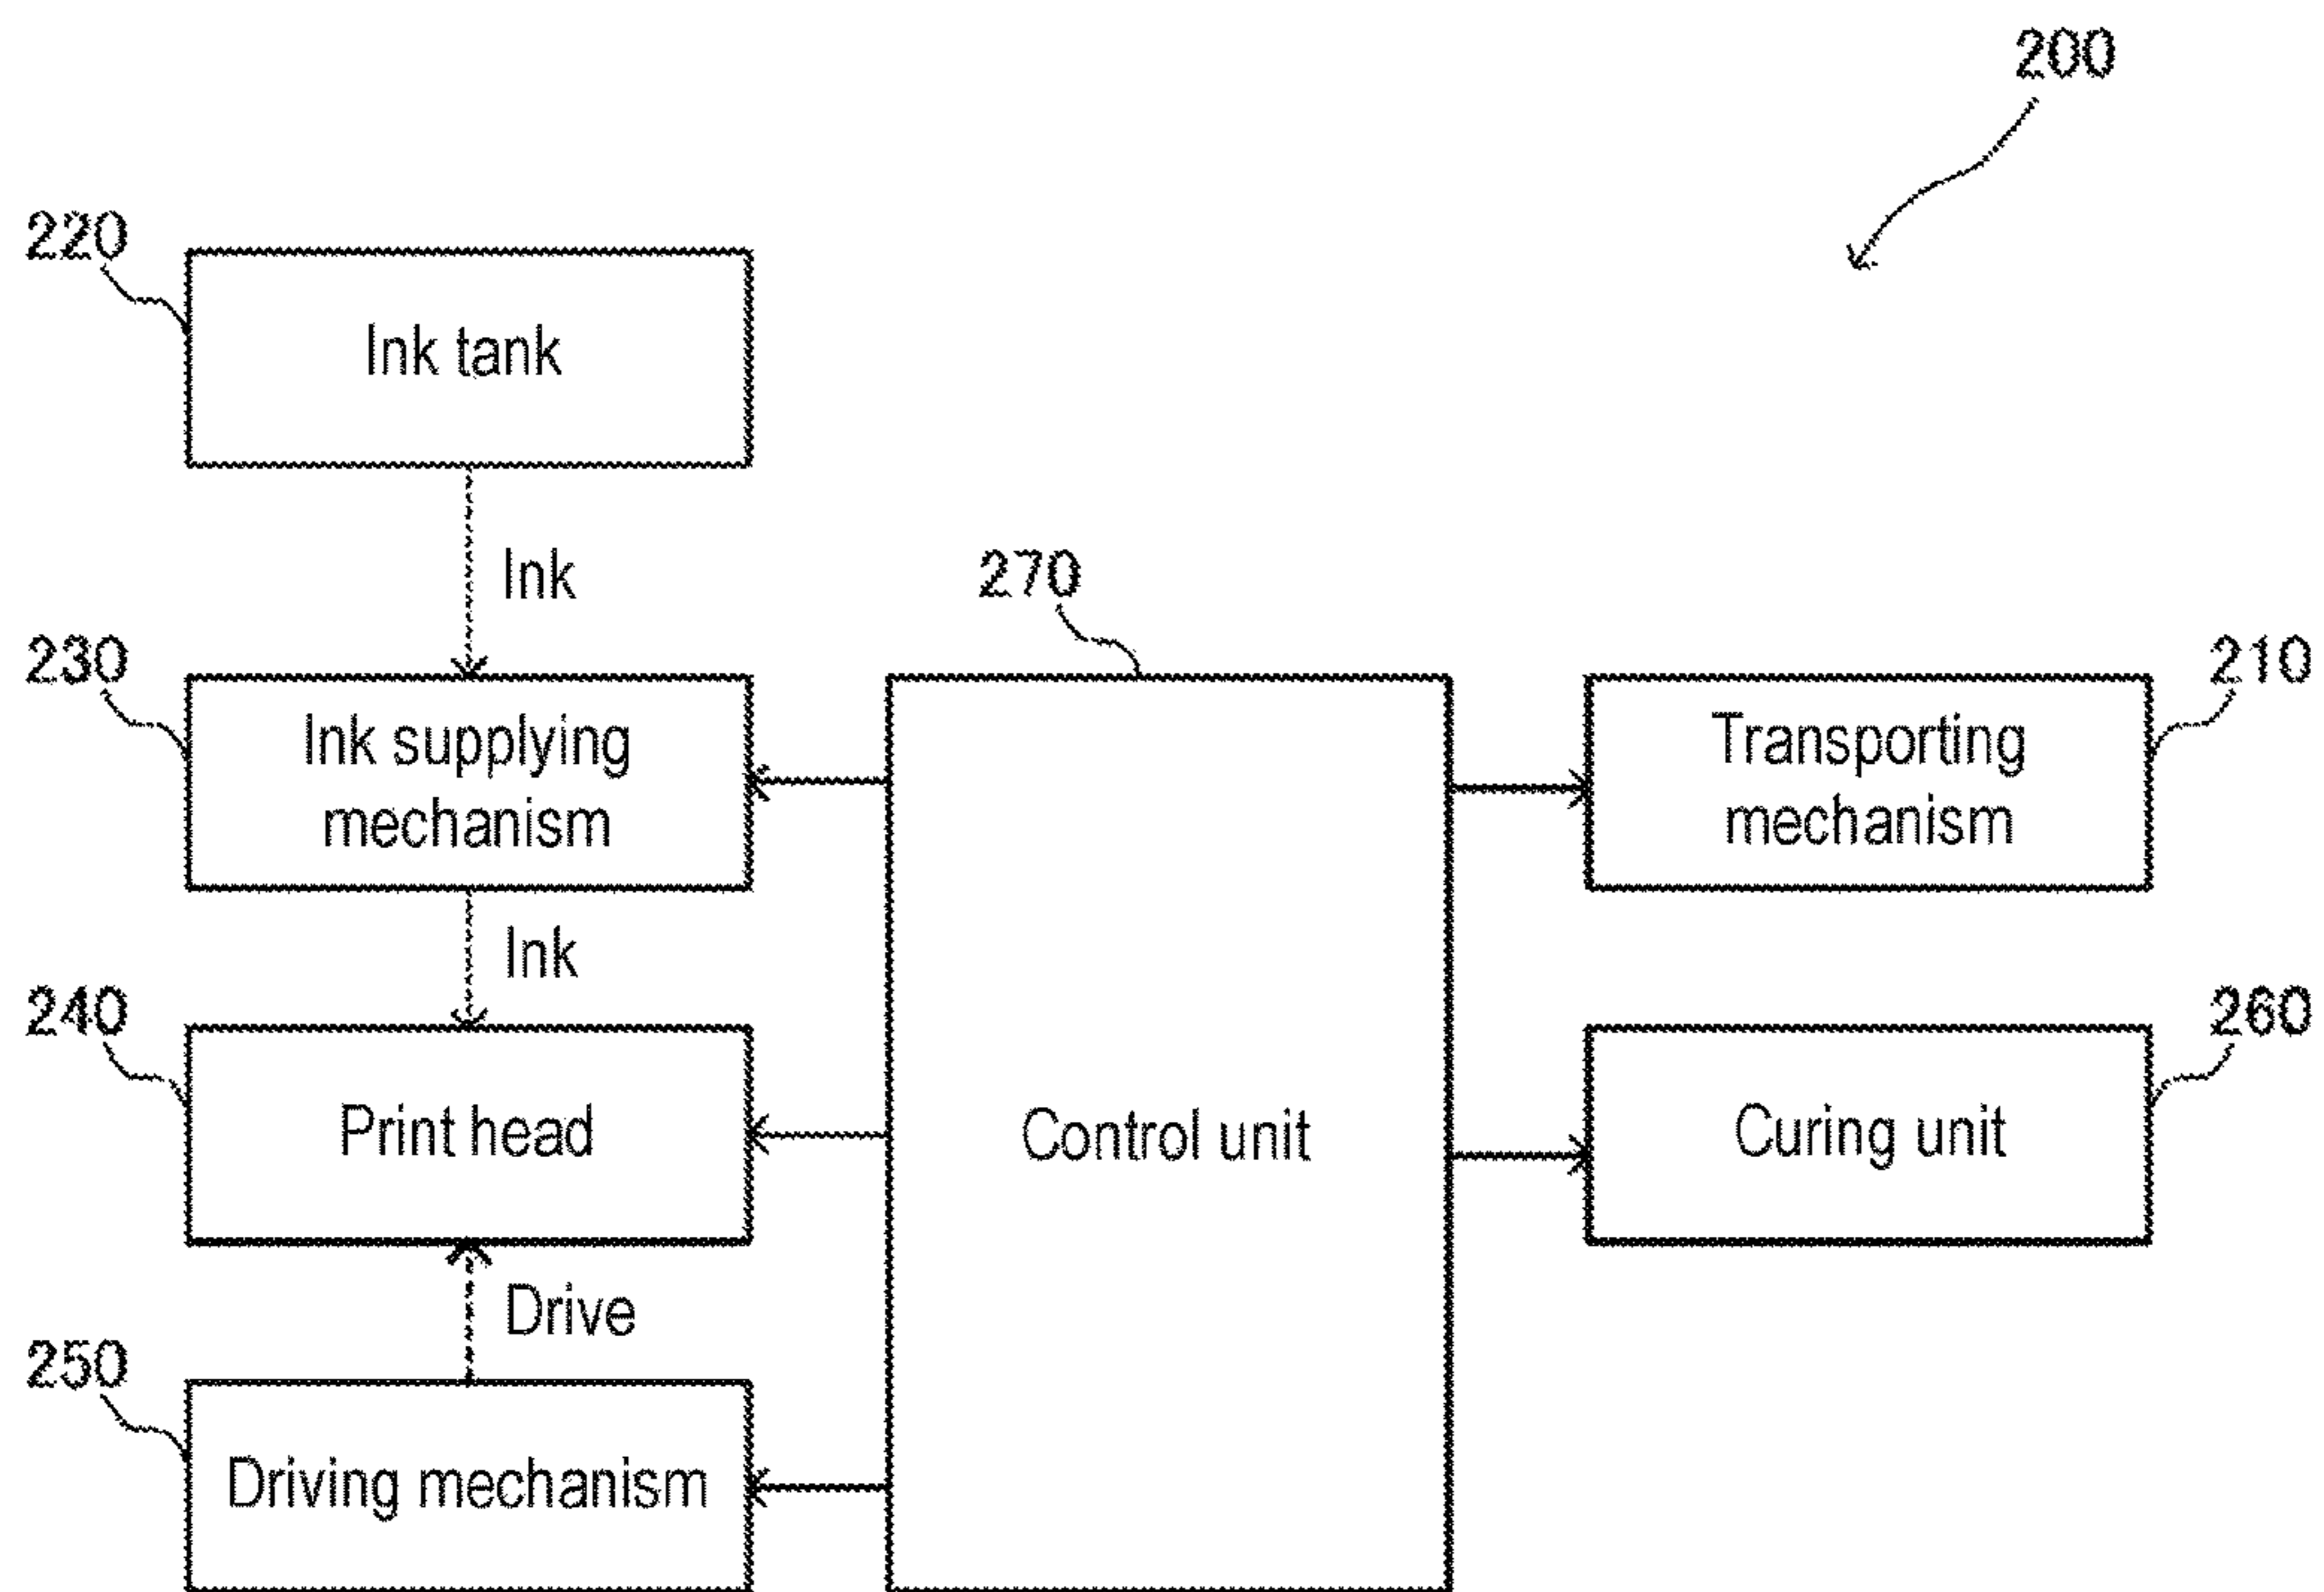 200
220
Ink tank
Ink
270
230
Ink supplying
mechanism
210
Transporting
mechanism
Ink
240
Print head
Control unit
260
Curing unit
Drive
250
Driving mechanism